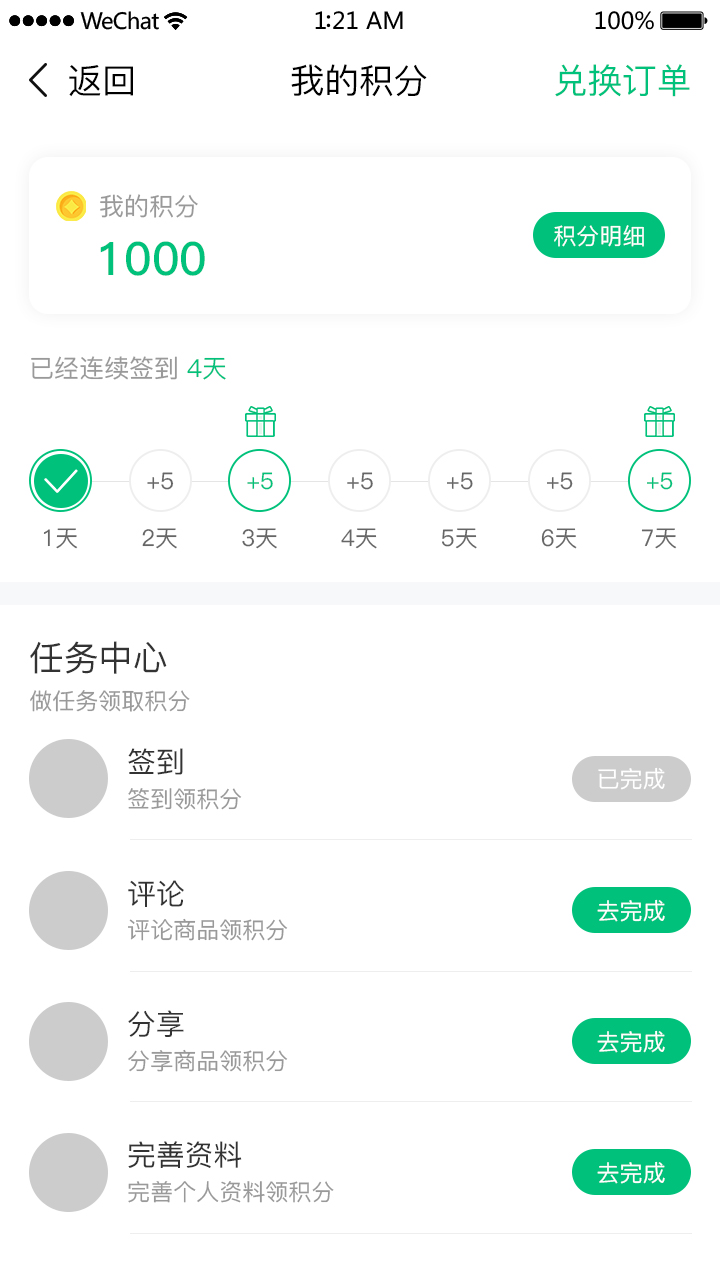 WeChat 1:21 AM 100%
返回 我的积分 兑换订单
我的积分
1000
积分明细
已经连续签到 4天
+5 +5 +5 +5 +5 +5
1天 2天 3天 4天 5天 6天 7天
任务中心
做任务领取积分
签到
签到领积分
已完成
评论
评论商品领积分
去完成
分享
分享商品领积分
去完成
完善资料
完善个人资料领积分
去完成